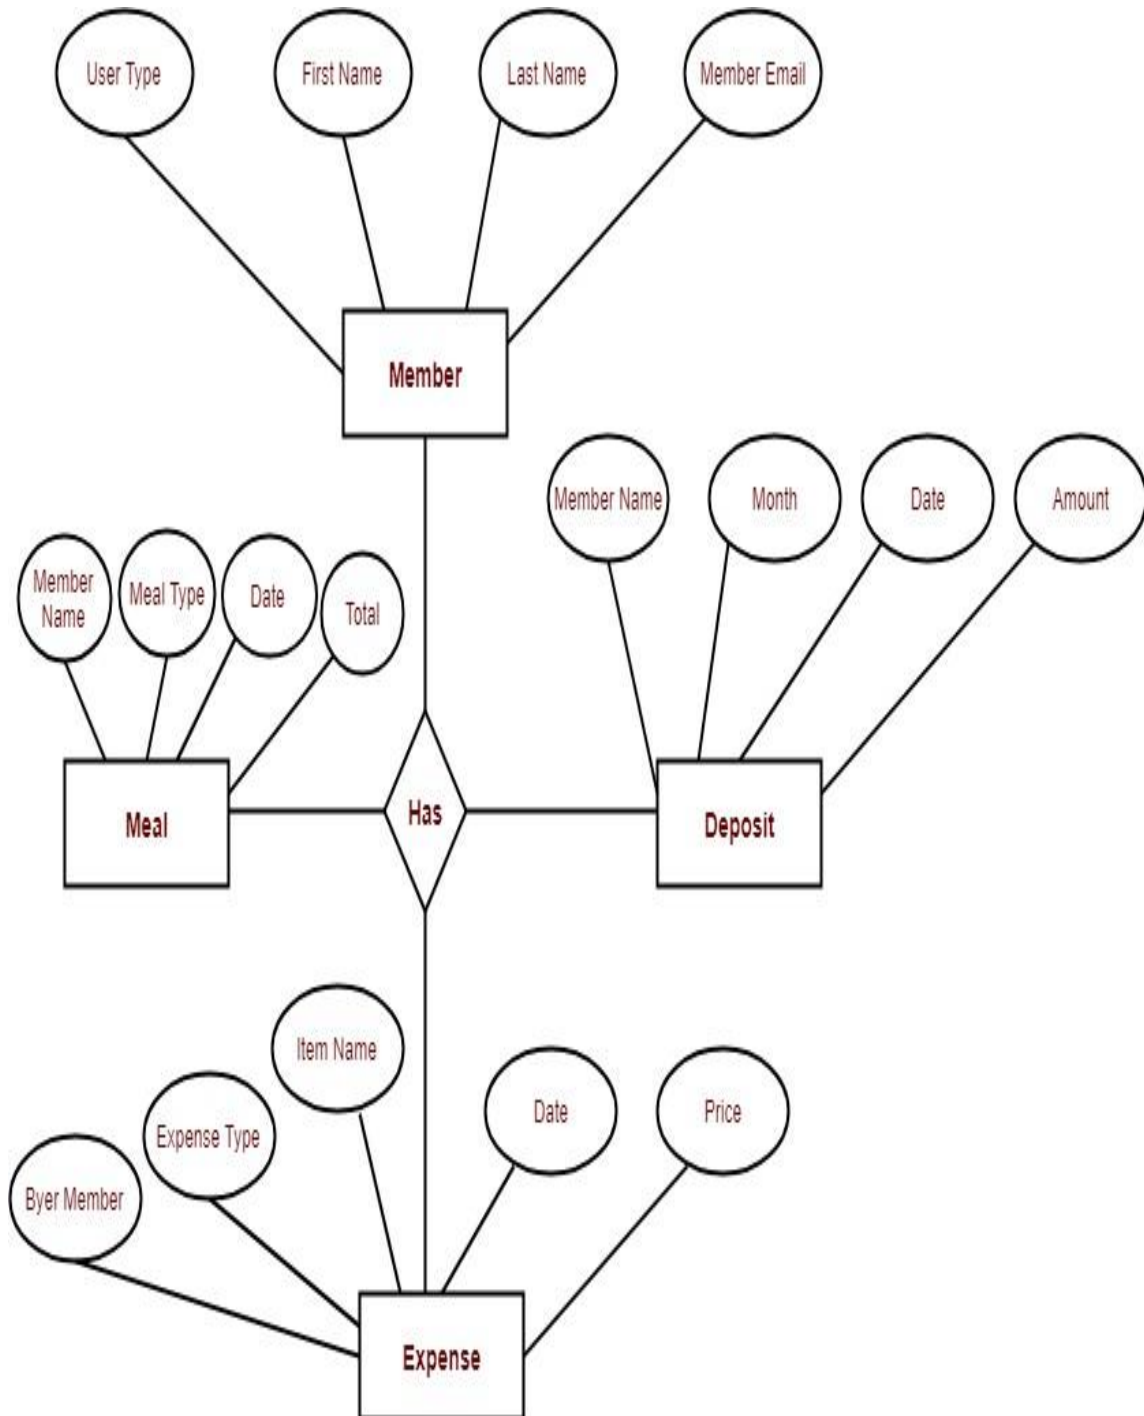 User Type
First Name
Last Name
Member Email
Member
Member Name
Month
Date
Amount
Member
Name
Meal Type
Date
Total
Meal
Has
Deposit
Item Name
Expense Type
Date
Price
Byer Member
Expense